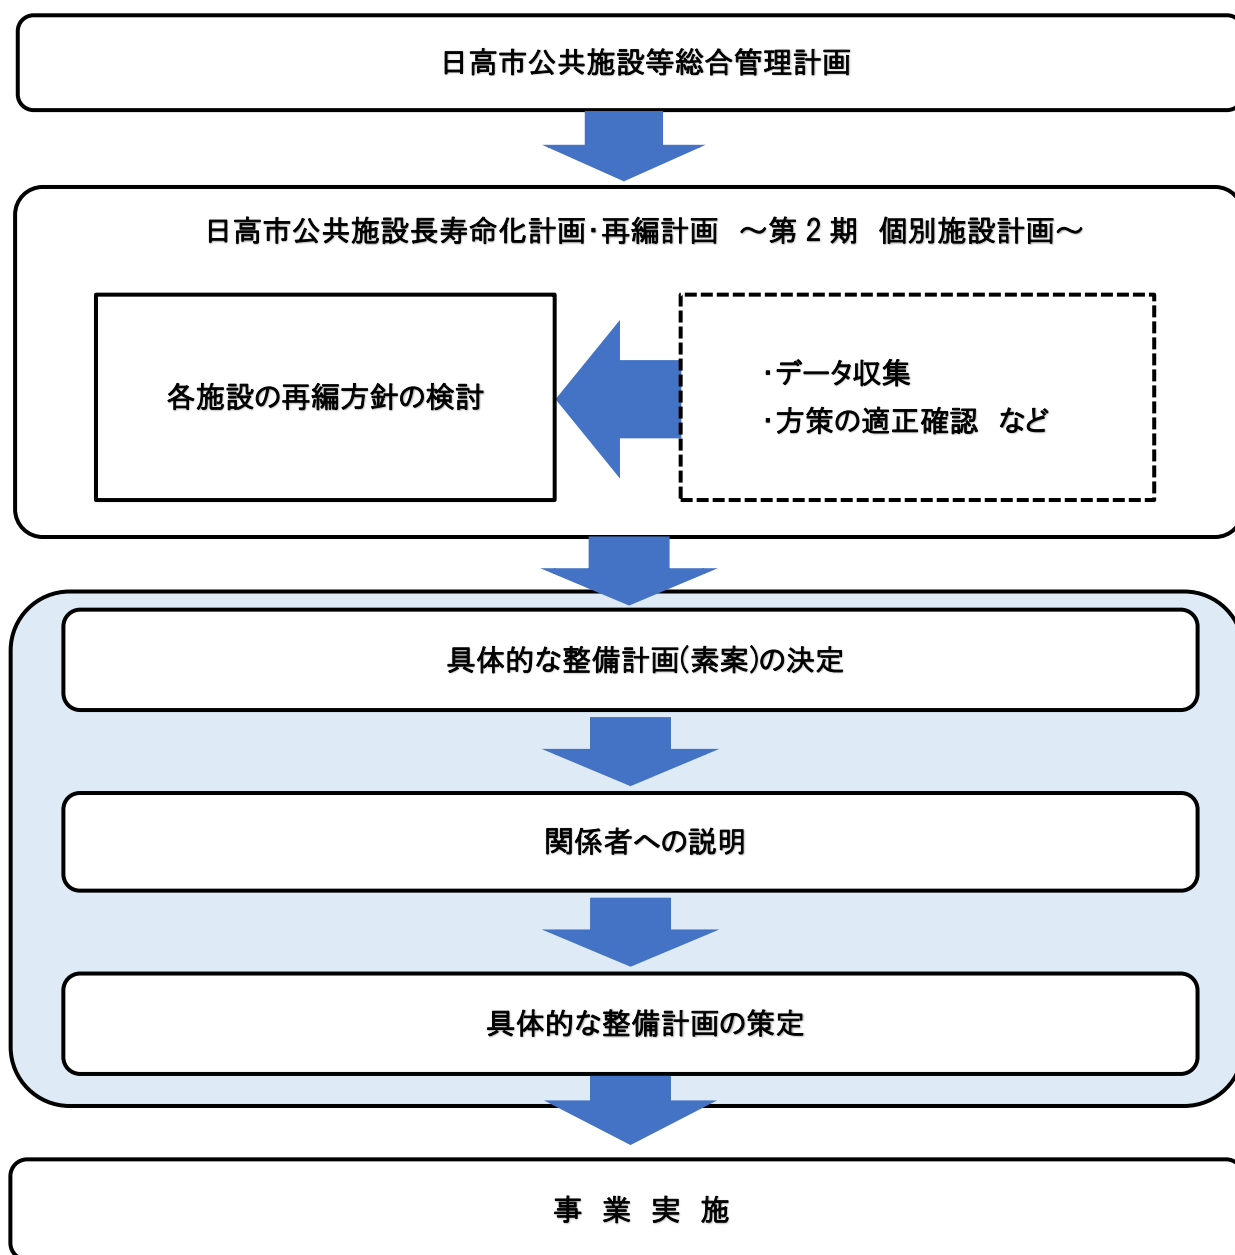 日高市公共施設等総合管理計画
日高市公共施設長寿命化計画・再編計画　～第２期　個別施設計画～
各施設の再編方針の検討
・データ収集
・方策の適正確認　など
具体的な整備計画(素案)の決定
関係者への説明
具体的な整備計画の策定
事　業　実　施